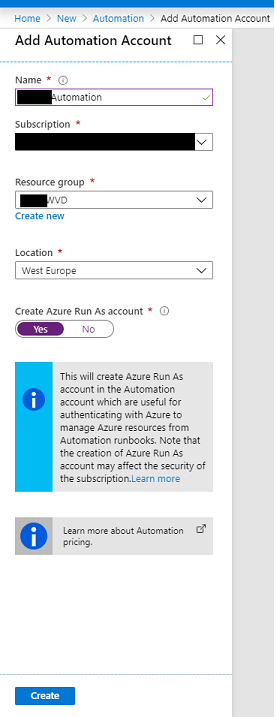 Home > New > Automation > Add Automation Account
Add Automation Account
Name *
Automation
Subscription *
Resource group *
WVD
Create new
Location *
West Europe
Create Azure Run As account *
Yes No
This will create Azure Run As
account in the Automation
account which are useful for
authenticating with Azure to
manage Azure resources from
Automation runbooks. Note that
the creation of Azure Run As
account may affect the security of
the subscription.Learn more
Learn more about Automation
pricing.
Create